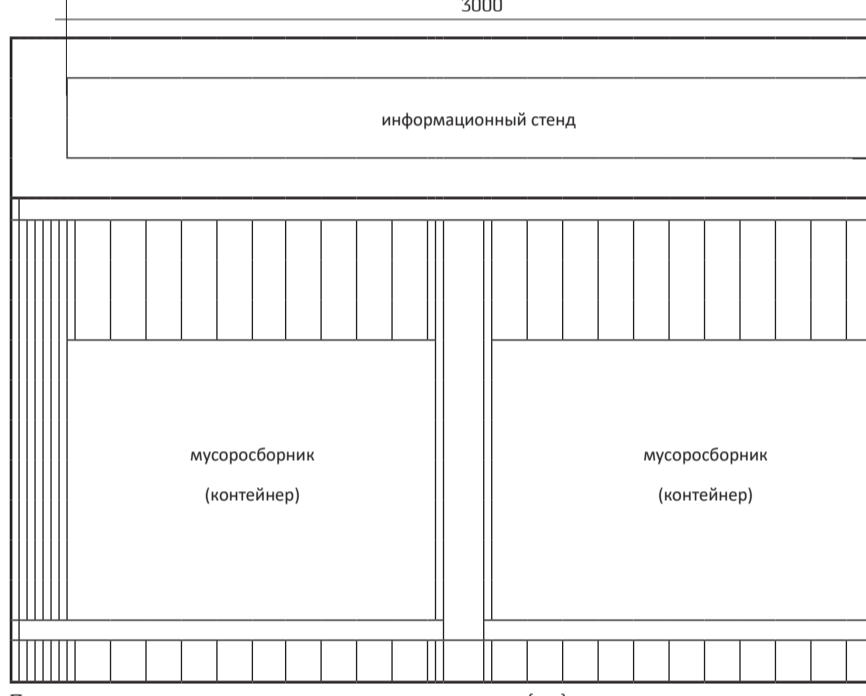 3000
информационный стенд
мусоросборник
(контейнер)
мусоросборник
(контейнер)